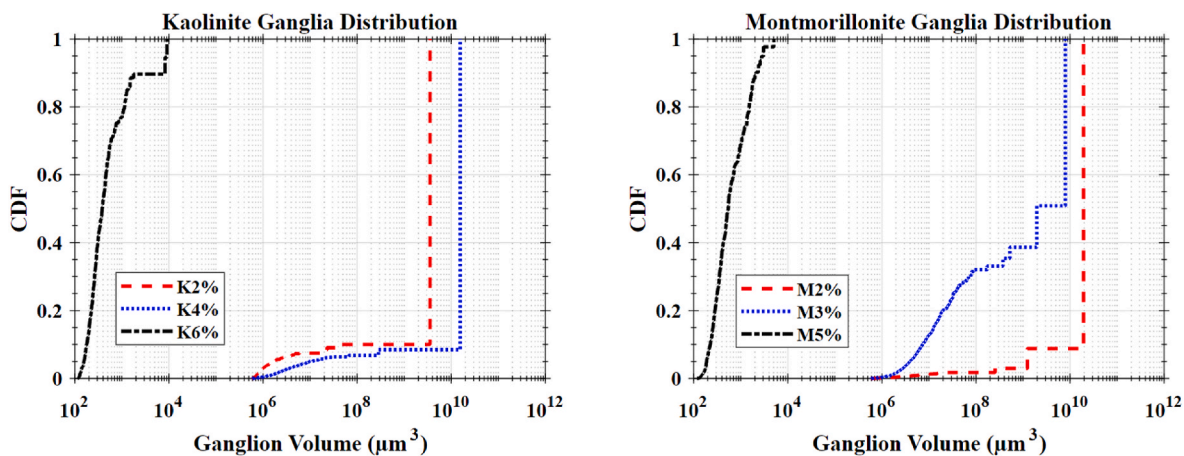 Kaolinite Ganglia Distribution
CDF
1
0.8
0.6
0.4
0.2
0
K2%
K4%
K6%
10^2 10^4 10^6 10^8 10^10 10^12
Ganglion Volume (μm^3)
Montmorillonite Ganglia Distribution
CDF
1
0.8
0.6
0.4
0.2
0
M2%
M3%
M5%
10^2 10^4 10^6 10^8 10^10 10^12
Ganglion Volume (μm^3)